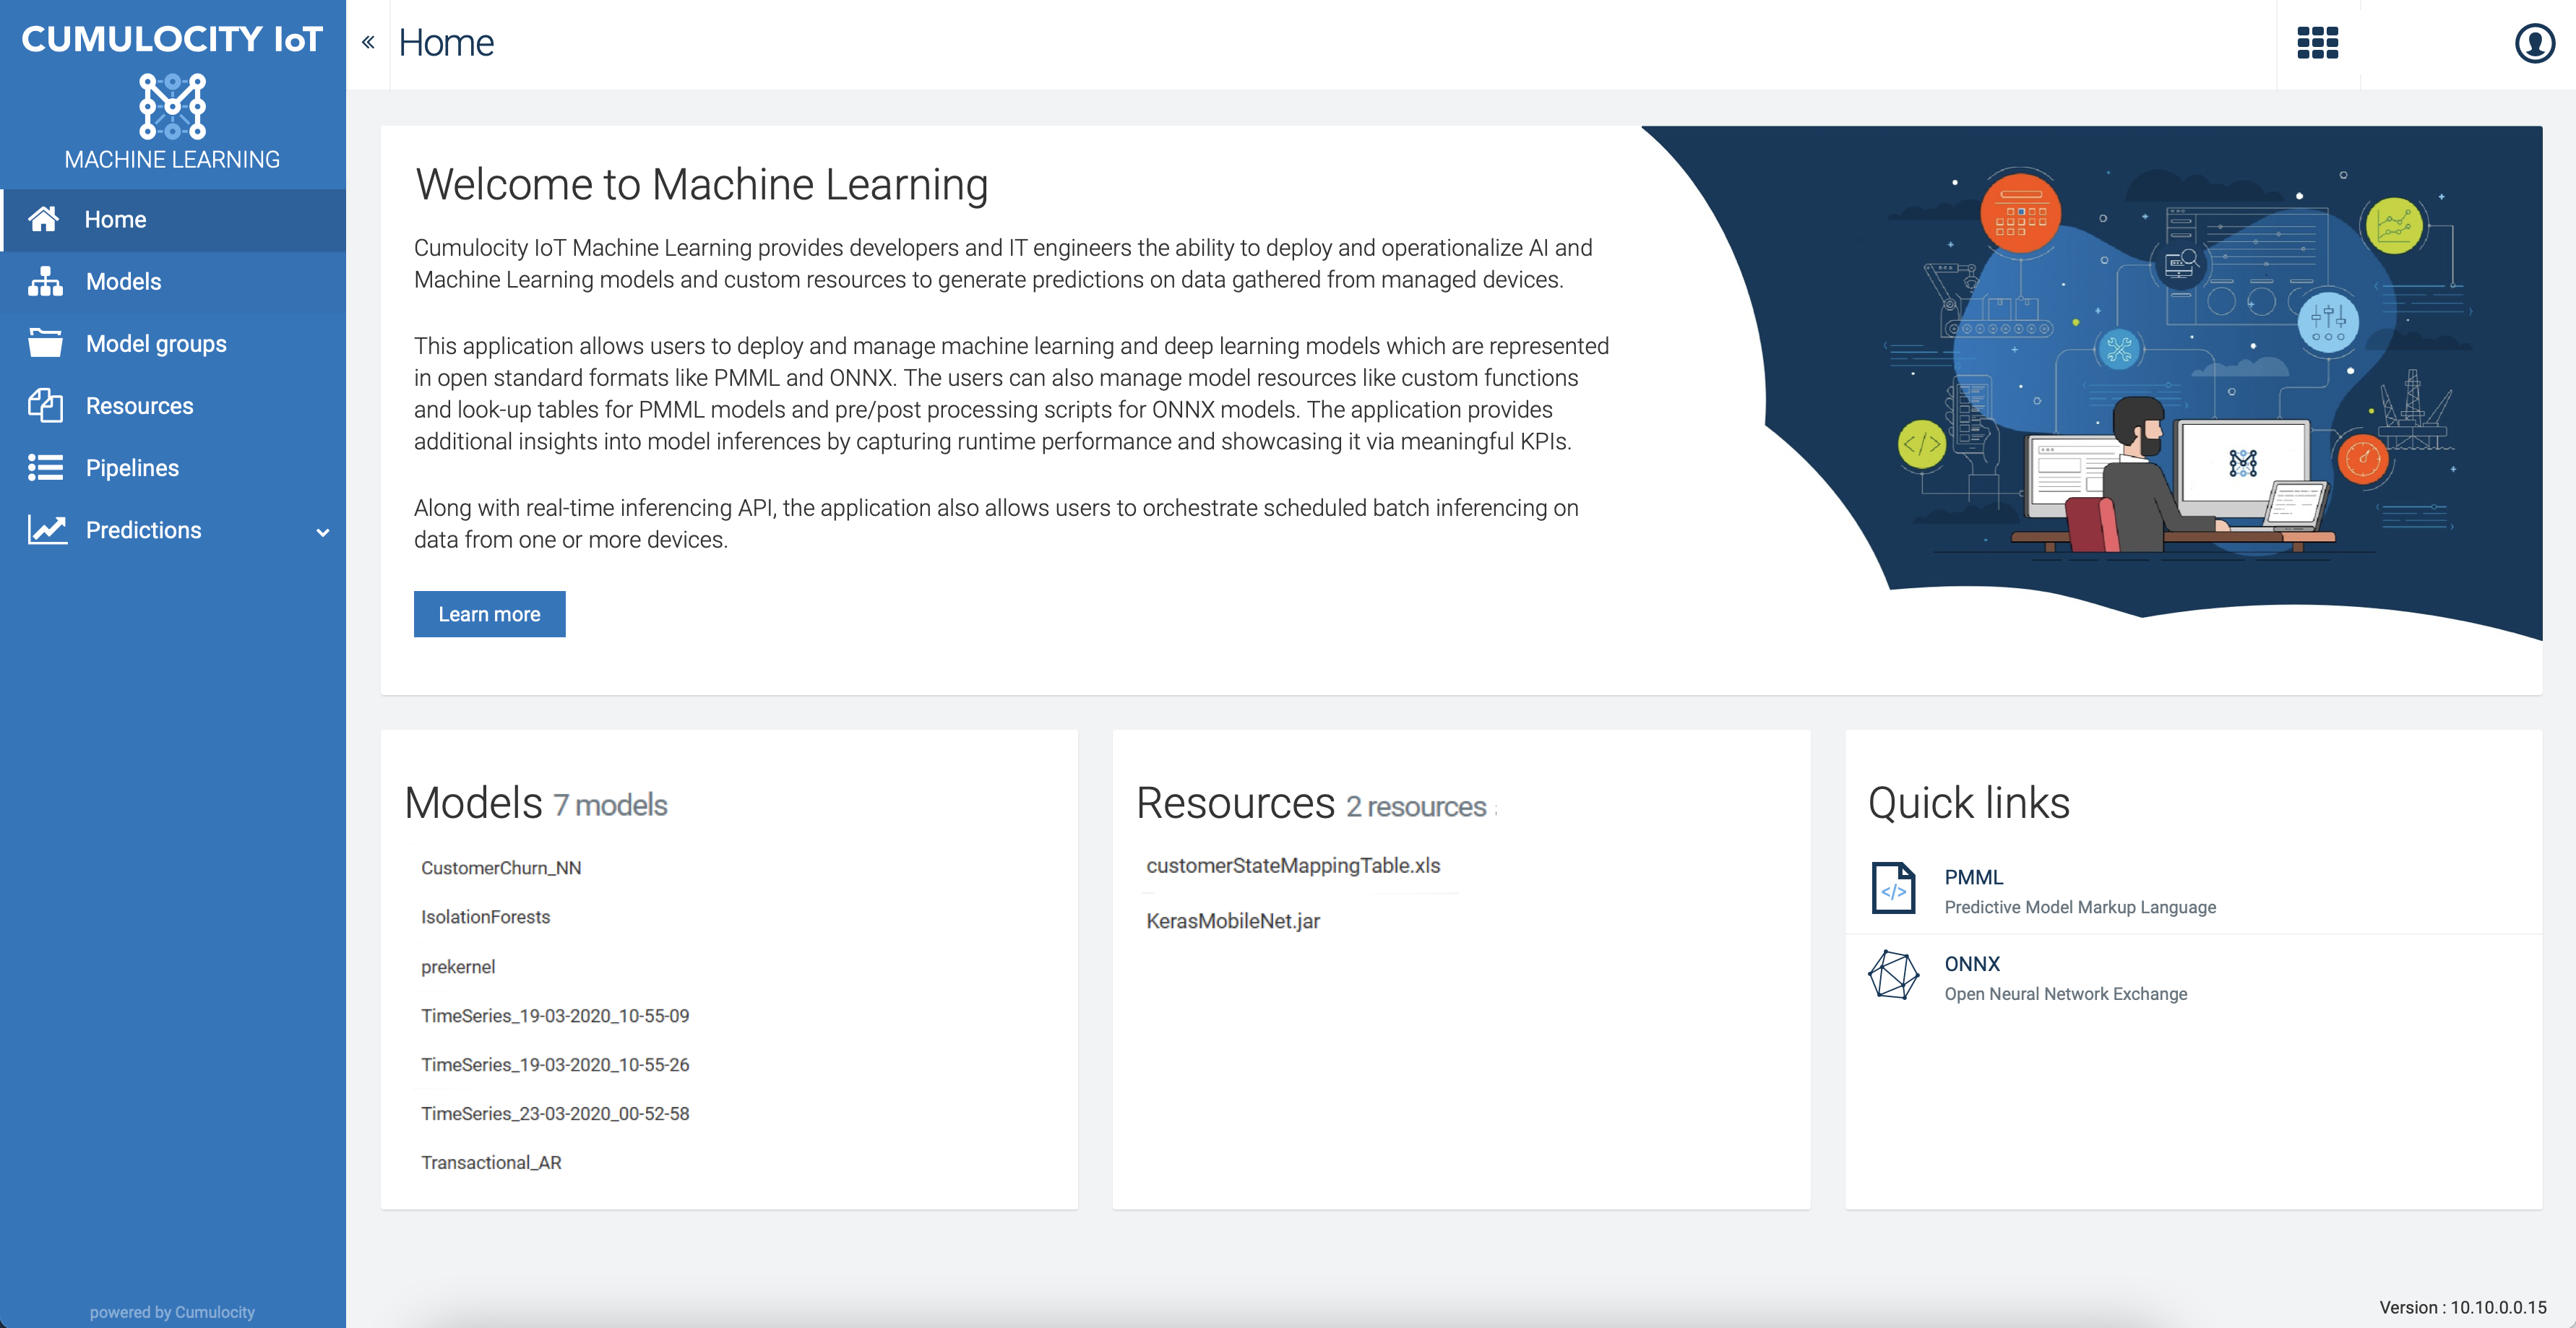 CUMULOCITY IoT
MACHINE LEARNING
Home
Models
Model groups
Resources
Pipelines
Predictions
powered by Cumulocity
Home
Welcome to Machine Learning
Cumulocity IoT Machine Learning provides developers and IT engineers the ability to deploy and operationalize AI and
Machine Learning models and custom resources to generate predictions on data gathered from managed devices.
This application allows users to deploy and manage machine learning and deep learning models which are represented
in open standard formats like PMML and ONNX. The users can also manage model resources like custom functions
and look-up tables for PMML models and pre/post processing scripts for ONNX models. The application provides
additional insights into model inferences by capturing runtime performance and showcasing it via meaningful KPIs.
Along with real-time inferencing API, the application also allows users to orchestrate scheduled batch inferencing on
data from one or more devices.
Learn more
Models 7 models
CustomerChurn_NN
IsolationForests
prekernel
TimeSeries_19-03-2020_10-55-09
TimeSeries_19-03-2020_10-55-26
TimeSeries_23-03-2020_00-52-58
Transactional_AR
Resources 2 resources
customerStateMappingTable.xls
KerasMobileNet.jar
Quick links
PMML
Predictive Model Markup Language
ONNX
Open Neural Network Exchange
Version : 10.10.0.0.15